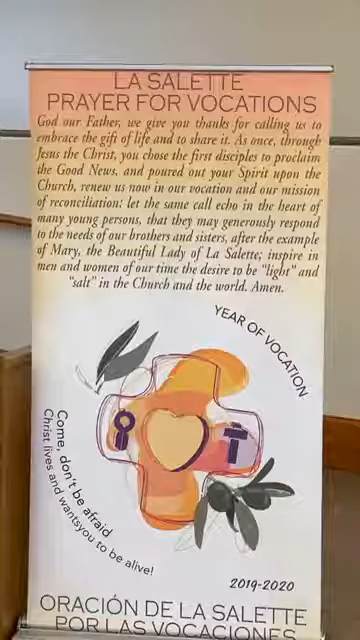 LA SALETTE
PRAYER FOR VOCATIONS
God our Father, we give you thanks for calling us to
embrace the gift of life and to share it. As once, through
Jesus the Christ, you chose the first disciples to proclaim
the Good News, and poured out your Spirit upon the
Church, renew us now in our vocation and our mission
of reconciliation: let the same call echo in the heart of
many young persons, that they may generously respond
to the needs of our brothers and sisters, after the example
of Mary, the Beautiful Lady of La Salette; inspire in
men and women of our time the desire to be “light” and
“salt” in the Church and the world. Amen.
YEAR OF VOCATION
Come, don't be afraid
Christ lives and wantsyou to be alive!
2019-2020
ORACIÓN DE LA SALETTE
POR LAS VOCACIONES